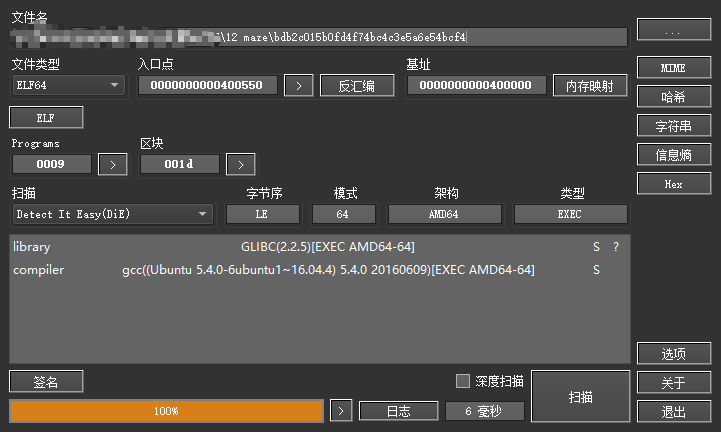 文件名
\12 maze\bdb2c015b0fd4f74bc4c3e5a6e54bcf4
...
文件类型
入口点
基址
ELF64
0000000000400550
>
反汇编
0000000000400000
内存映射
MIME
哈希
ELF
字符串
Programs
区块
信息熵
0009
>
001d
>
Hex
扫描
字节序
模式
架构
类型
Detect It Easy(DiE)
LE
64
AMD64
EXEC
library GLIBC(2.2.5)[EXEC AMD64-64] S ?
compiler gcc((Ubuntu 5.4.0-6ubuntu1~16.04.4) 5.4.0 20160609)[EXEC AMD64-64] S
选项
签名
深度扫描
扫描
关于
100%
>
日志
6 毫秒
退出